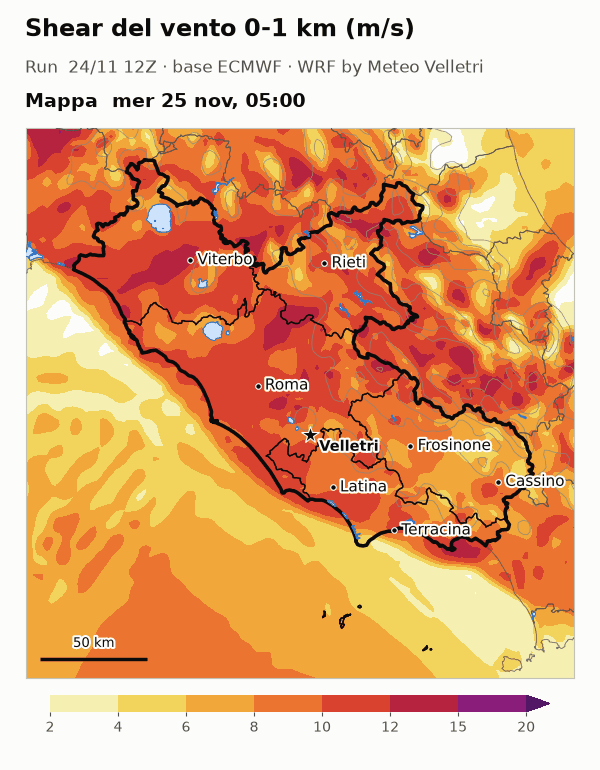 Shear del vento 0-1 km (m/s)
Run  24/11 12Z · base ECMWF · WRF by Meteo Velletri
Mappa  mer 25 nov, 05:00
Viterbo
Rieti
Roma
Velletri
Frosinone
Cassino
Latina
Terracina
50 km
2 4 6 8 10 12 15 20